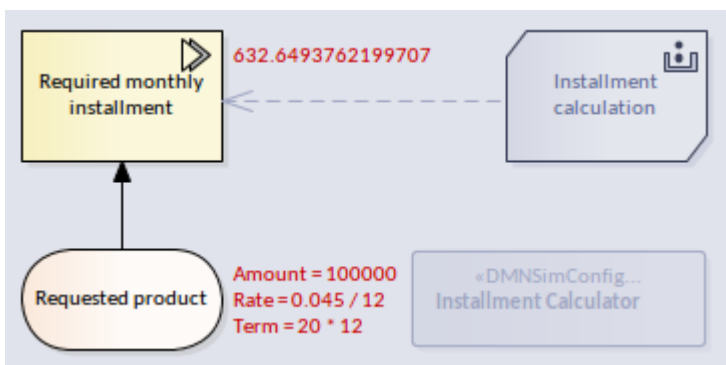 Required monthly
installment
632.6493762199707
Installment
calculation
Requested product
Amount = 100000
Rate = 0.045 / 12
Term = 20 * 12
«DMNSimConfig...
Installment Calculator